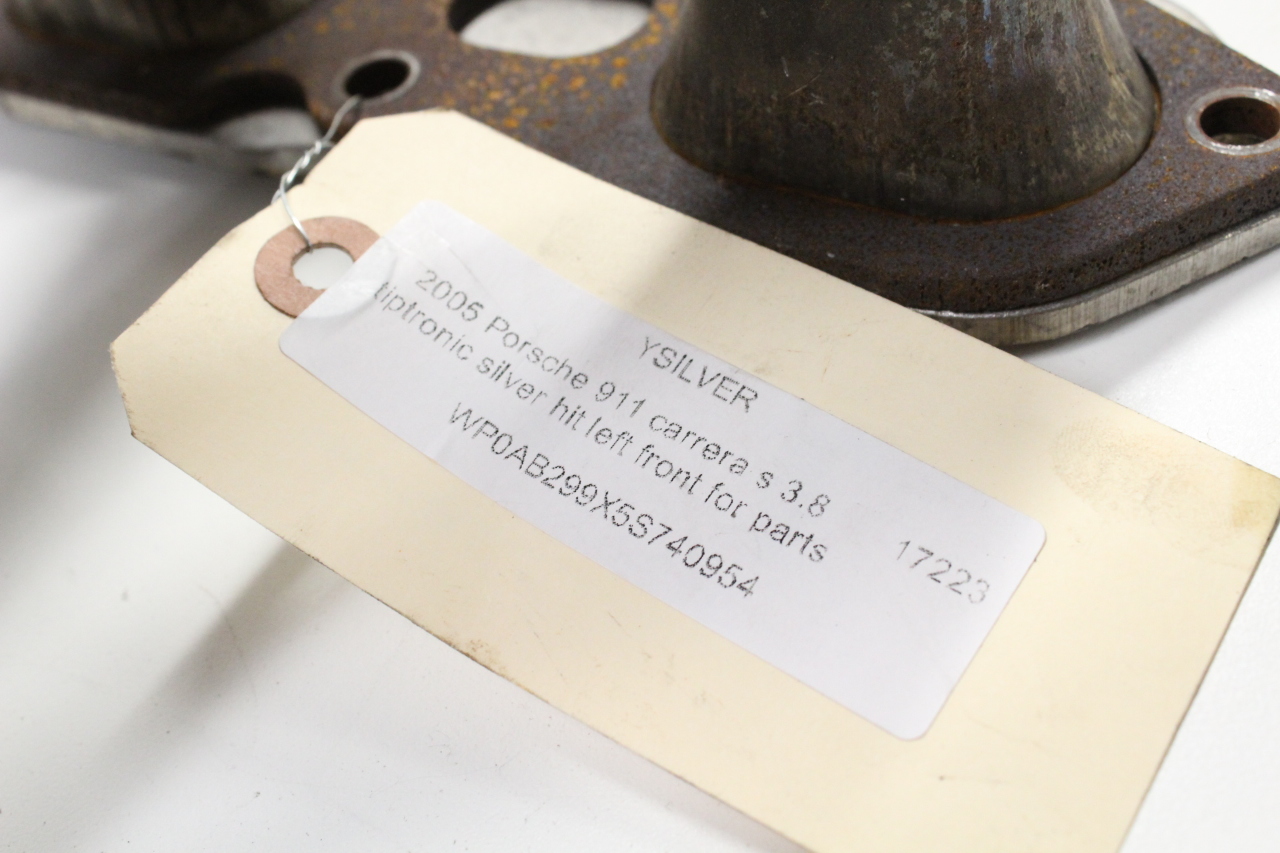 YSILVER
2005 Porsche 911 carrera s 3.8
tiptronic silver hit left front for parts
WP0AB299X5S740954
17223